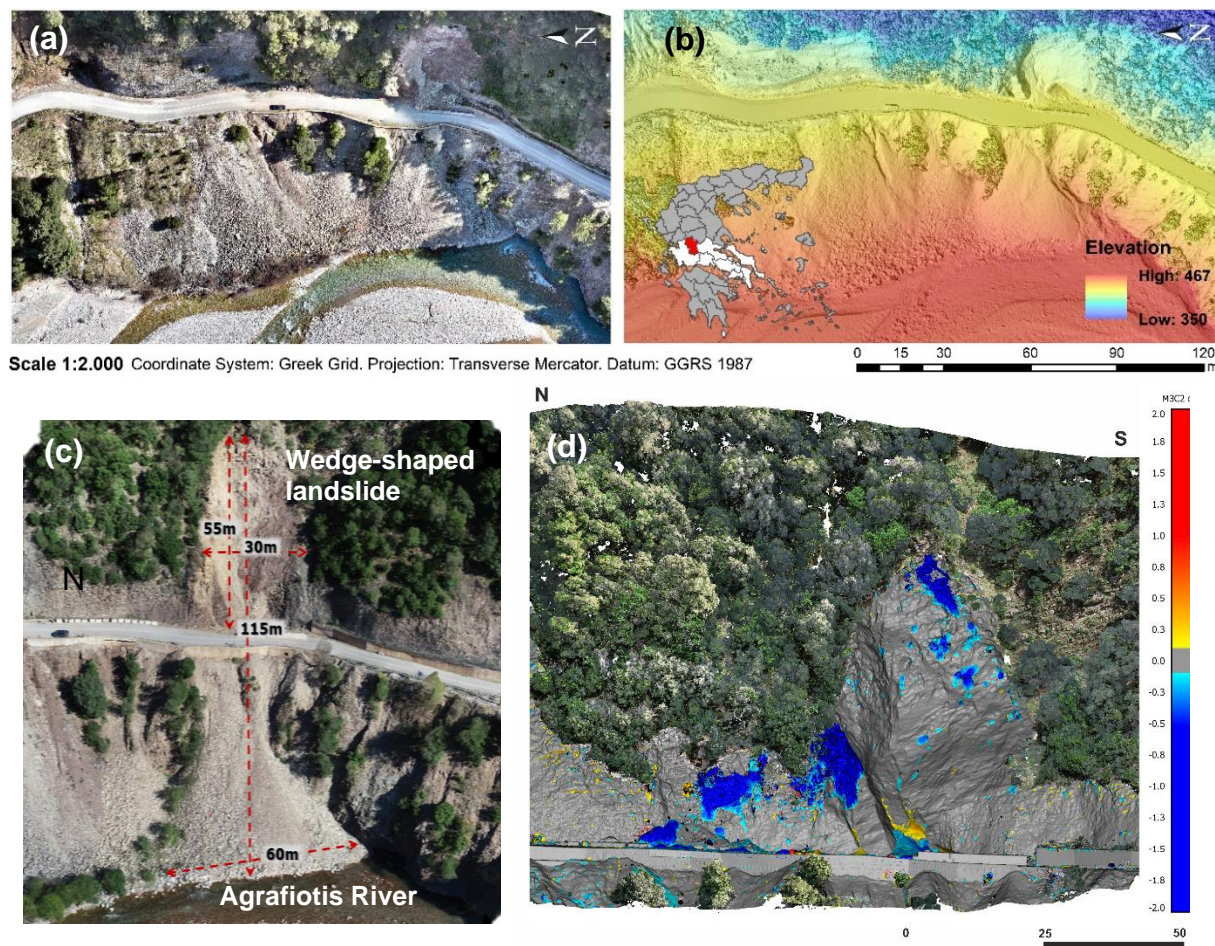 (a)
N
(b)
N
Elevation
High: 467
Low: 350
Scale 1:2.000 Coordinate System: Greek Grid. Projection: Transverse Mercator. Datum: GGRS 1987
0 15 30 60 90 120
m
(c)
Wedge-shaped
landslide
55m
30m
N
115m
60m
Agrafiotis River
N
S
(d)
M3C2
2.0
1.8
1.3
1.0
0.8
0.5
0.3
0.0
-0.3
-0.5
-0.8
-1.0
-1.3
-1.5
-1.8
-2.0
0 25 50